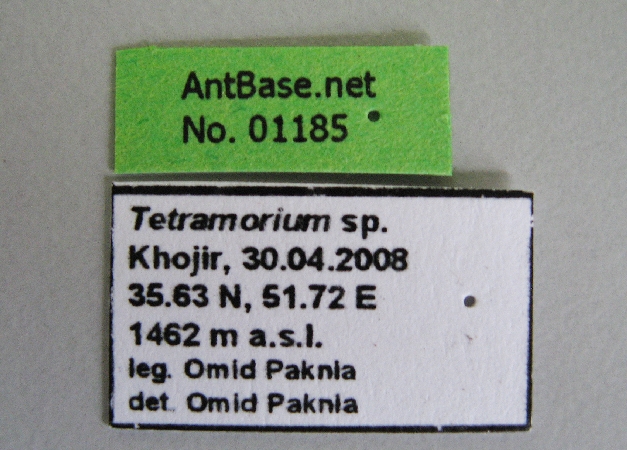 AntBase.net
No. 01185
Tetramorium sp.
Khojir, 30.04.2008
35.63 N, 51.72 E
1462 m a.s.l.
leg. Omid Paknia
det. Omid Paknia